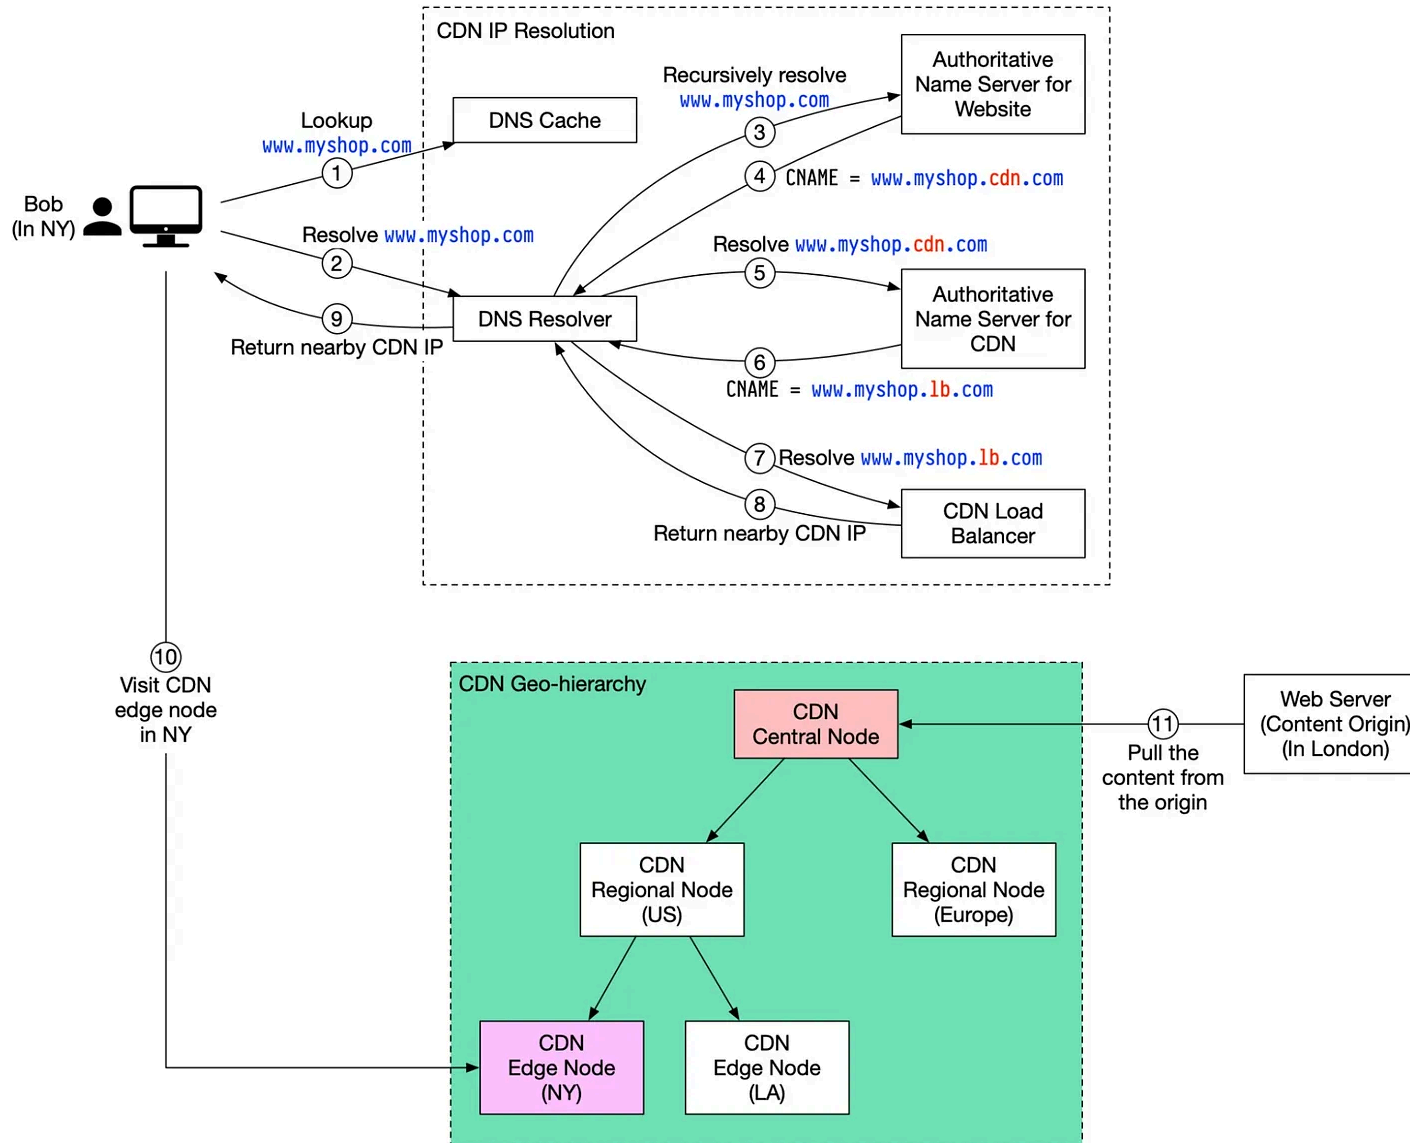 CDN IP Resolution
Lookup
www.myshop.com
1
DNS Cache
Recursively resolve
www.myshop.com
3
Authoritative
Name Server for
Website
4
CNAME = www.myshop.cdn.com
Bob
(In NY)
Resolve www.myshop.com
2
Resolve www.myshop.cdn.com
5
Authoritative
Name Server for
CDN
9
Return nearby CDN IP
DNS Resolver
6
CNAME = www.myshop.lb.com
7
Resolve www.myshop.lb.com
8
Return nearby CDN IP
CDN Load
Balancer
10
Visit CDN
edge node
in NY
CDN Geo-hierarchy
CDN
Central Node
11
Pull the
content from
the origin
Web Server
(Content Origin)
(In London)
CDN
Regional Node
(US)
CDN
Regional Node
(Europe)
CDN
Edge Node
(NY)
CDN
Edge Node
(LA)